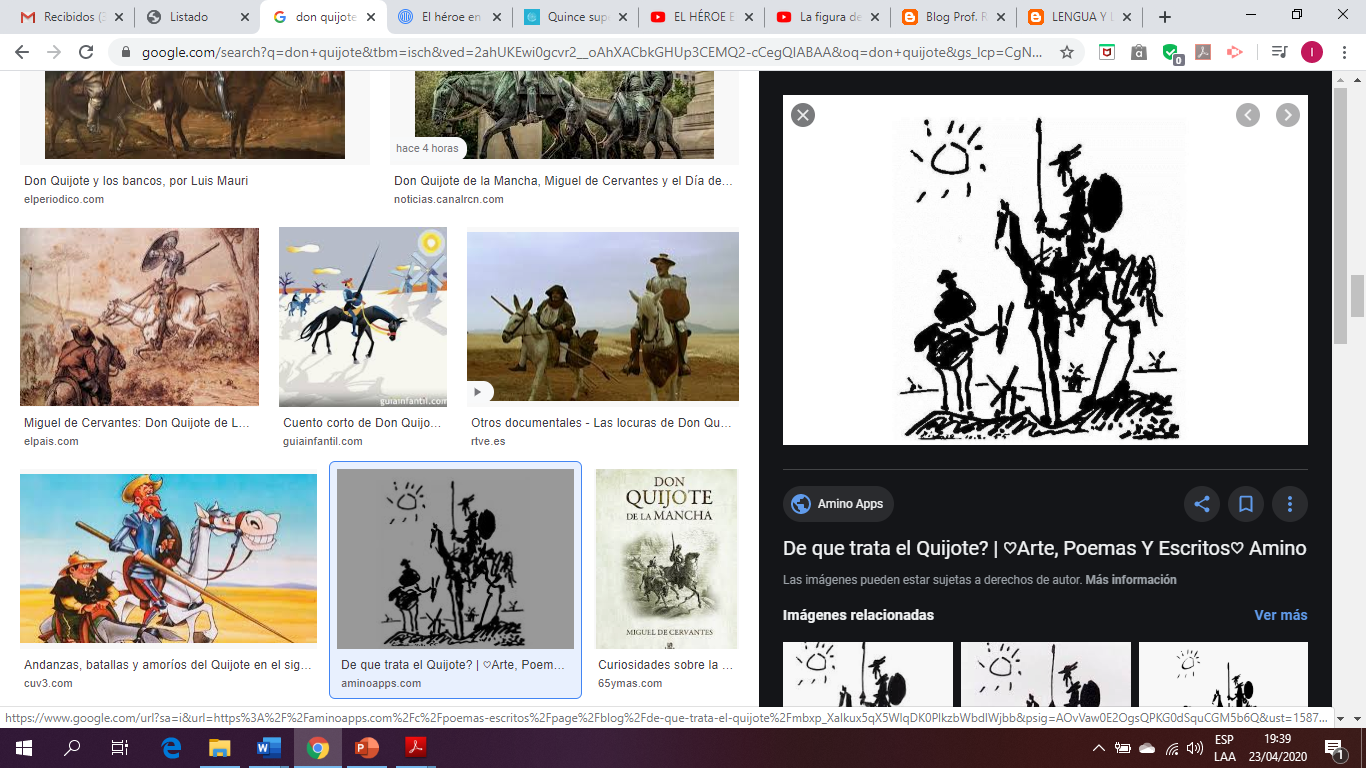 Recibidos (3
Listado
don quijote
El héroe en
Quince sup
EL HÉROE E
La figura de
Blog Prof. R
LENGUA Y L
google.com/search?q=don+quijote&tbm=isch&ved=2ahUKEwi0gcvr2__oAhXACbkGHUp3CEMQ2-cCegQIABAA&oq=don+quijote&gs_lcp=CgN...
0
I
hace 4 horas
Don Quijote y los bancos, por Luis Mauri
elperiodico.com
Don Quijote de la Mancha, Miguel de Cervantes y el Día de...
noticias.canalrcn.com
guiainfantil.com
Miguel de Cervantes: Don Quijote de L...
elpais.com
Cuento corto de Don Quijo...
guiainfantil.com
Otros documentales - Las locuras de Don Qu...
rtve.es
DON
QUIJOTE
DE LA MANCHA
MIGUEL DE CERVANTES
Andanzas, batallas y amoríos del Quijote en el sig...
cuv3.com
De que trata el Quijote? | ♡Arte, Poem...
aminoapps.com
Curiosidades sobre la ...
65ymas.com
Amino Apps
De que trata el Quijote? | ♡Arte, Poemas Y Escritos♡ Amino
Las imágenes pueden estar sujetas a derechos de autor. Más información
Imágenes relacionadas
Ver más
https://www.google.com/url?sa=i&url=https%3A%2F%2Faminoapps.com%2Fc%2Fpoemas-escritos%2Fpage%2Fblog%2Fde-que-trata-el-quijote%2Fmbxp_Xalkux5qX5WlqDK0PlkzbWbdlWjbb&psig=AOvVaw0E2OgsQPKG0dSquCGM5b6Q&ust=1587...
ESP
LAA
19:39
23/04/2020
1